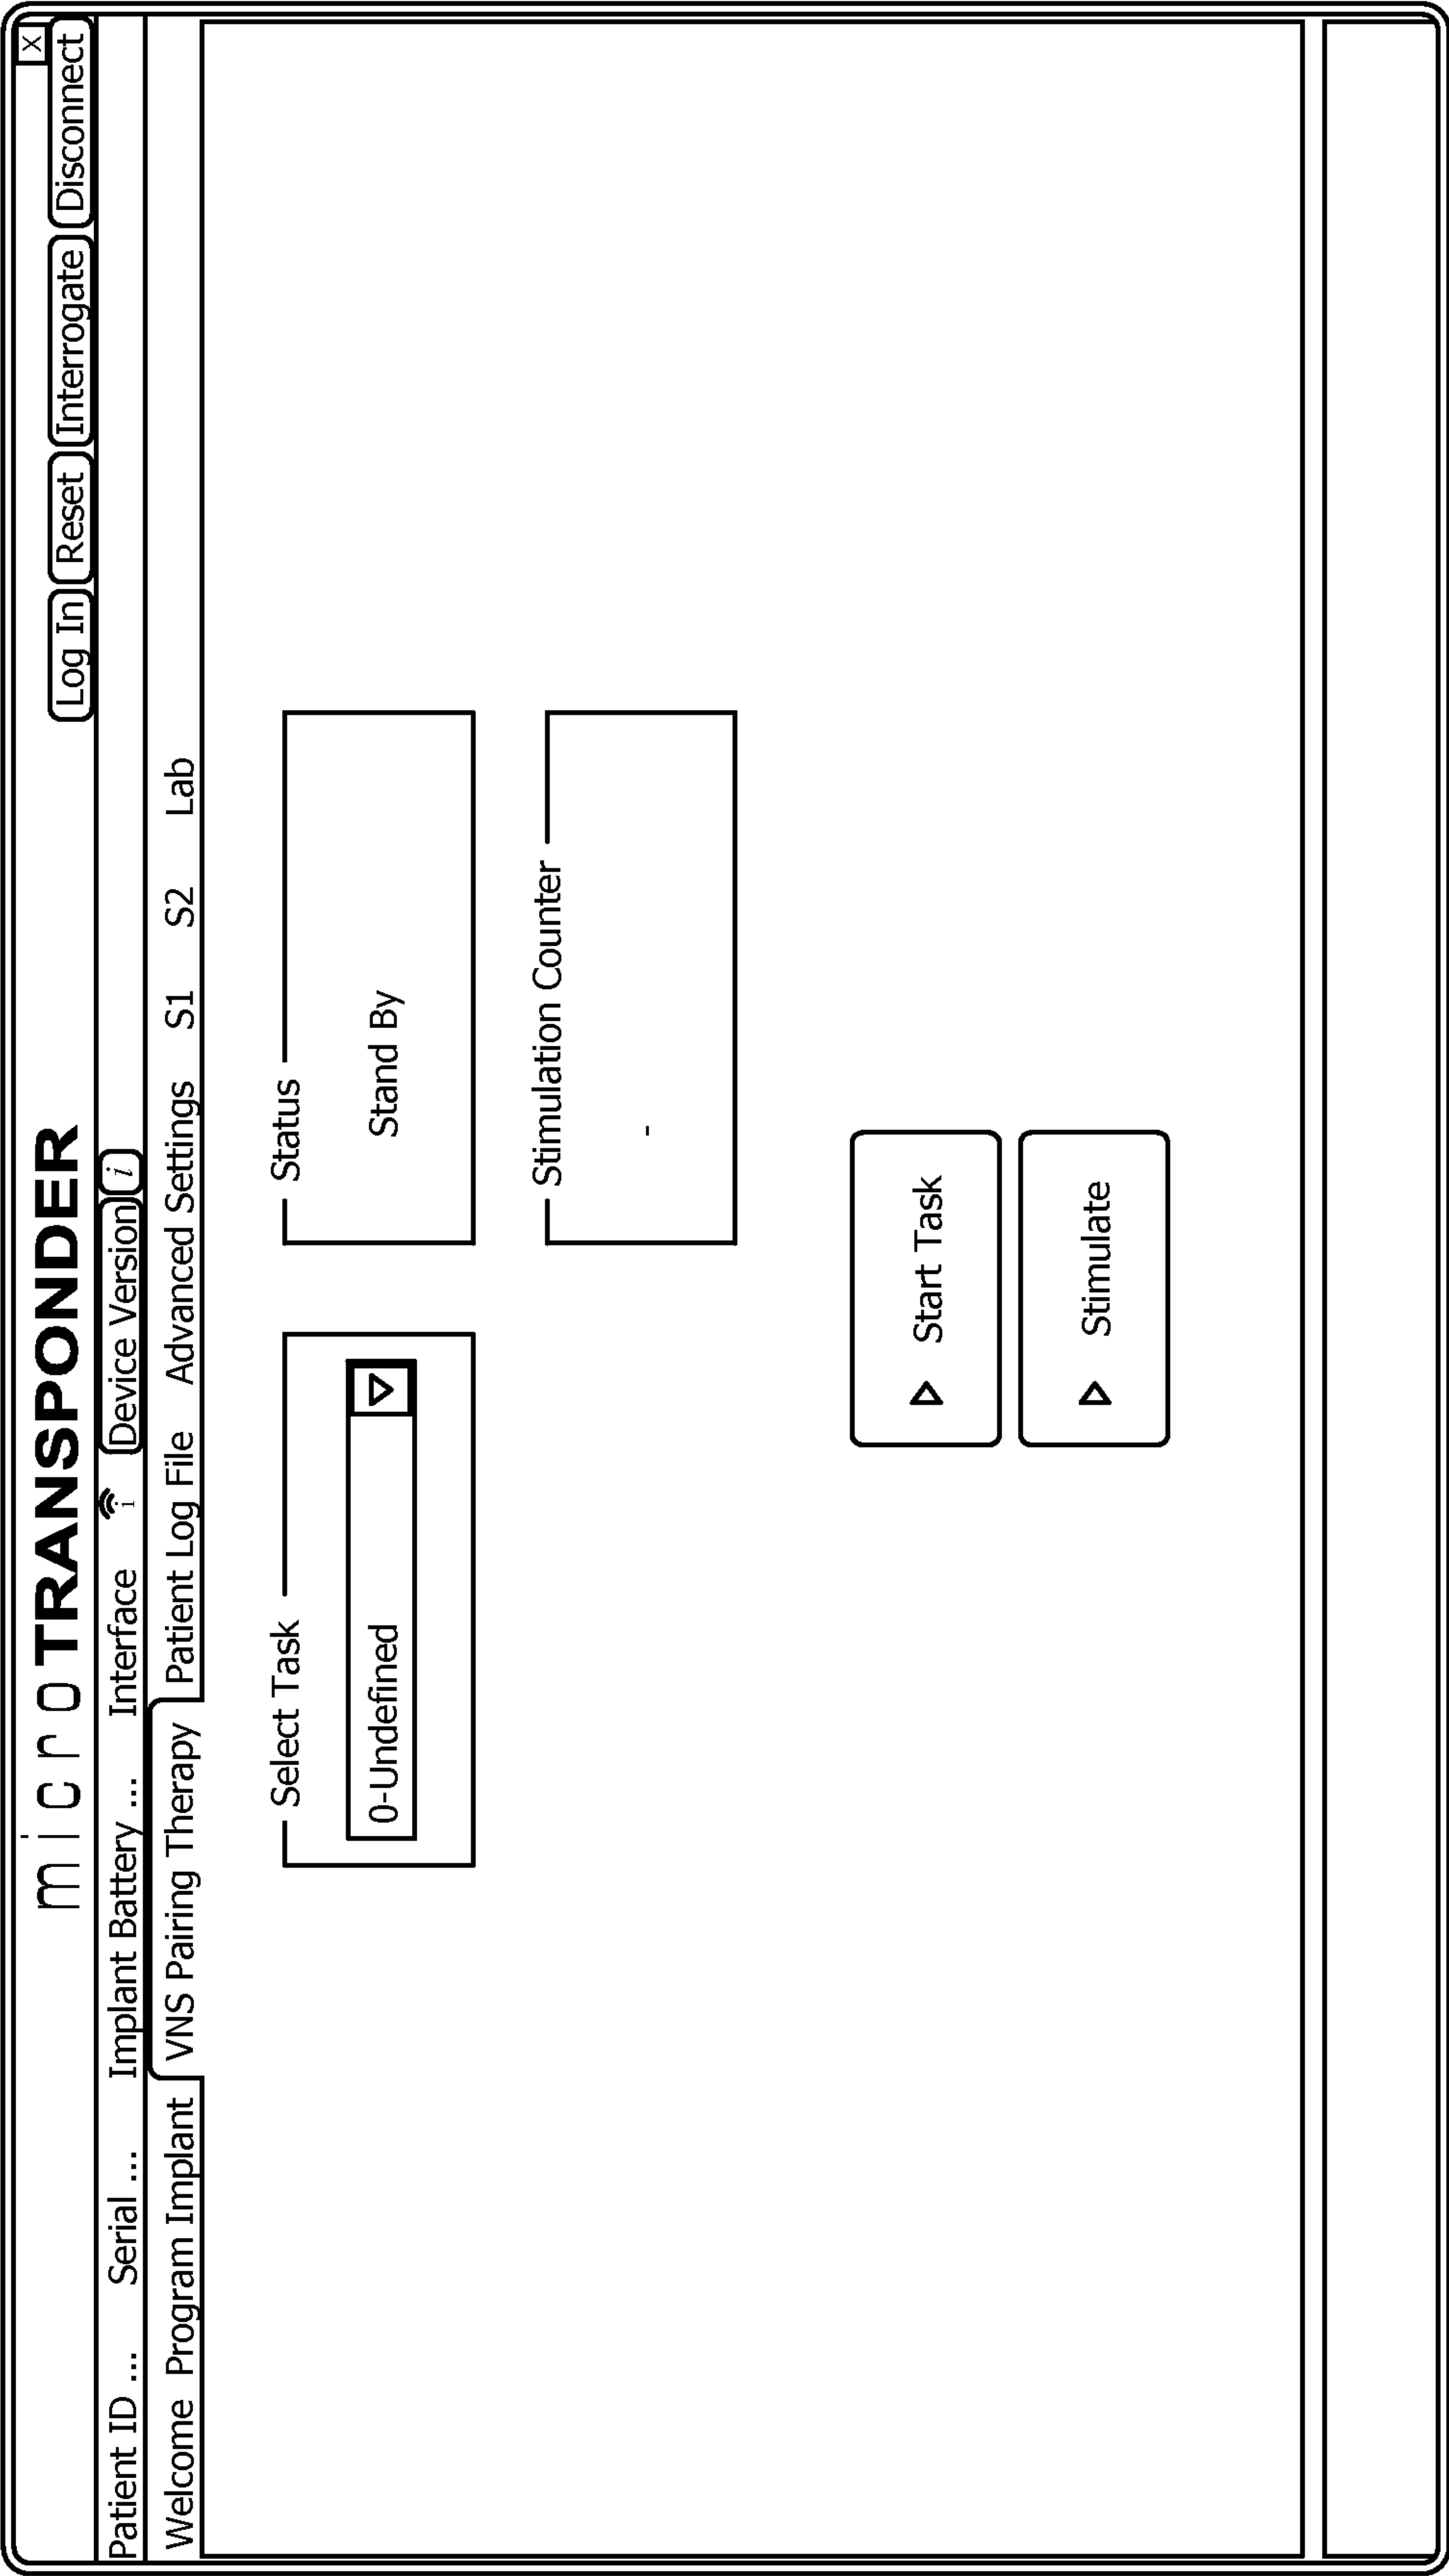 X
microTRANSPONDER
Log In Reset Interrogate Disconnect
Patient ID ... Serial ... Implant Battery ... Interface i Device Version i
Welcome Program Implant VNS Pairing Therapy Patient Log File Advanced Settings S1 S2 Lab
Select Task Status
0-Undefined Stand By
Stimulation Counter
-
Start Task
Stimulate